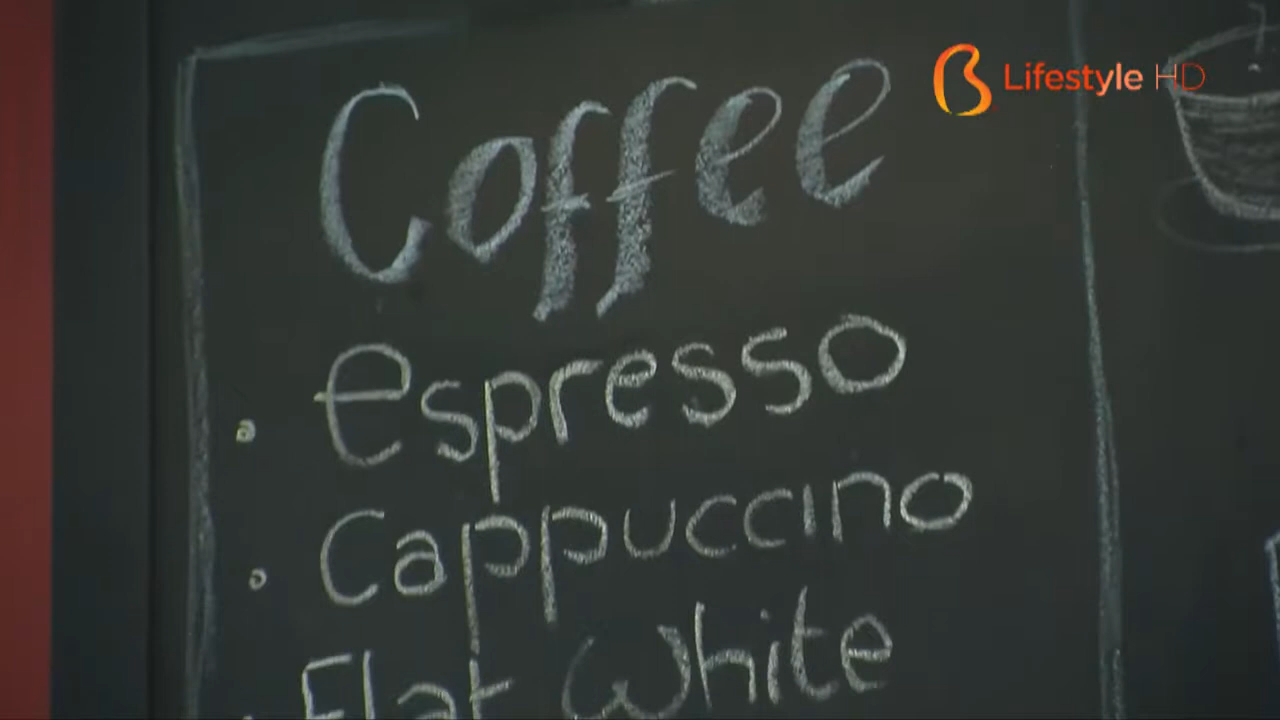 Lifestyle HD
Coffee
espresso
Cappuccino
Flat White